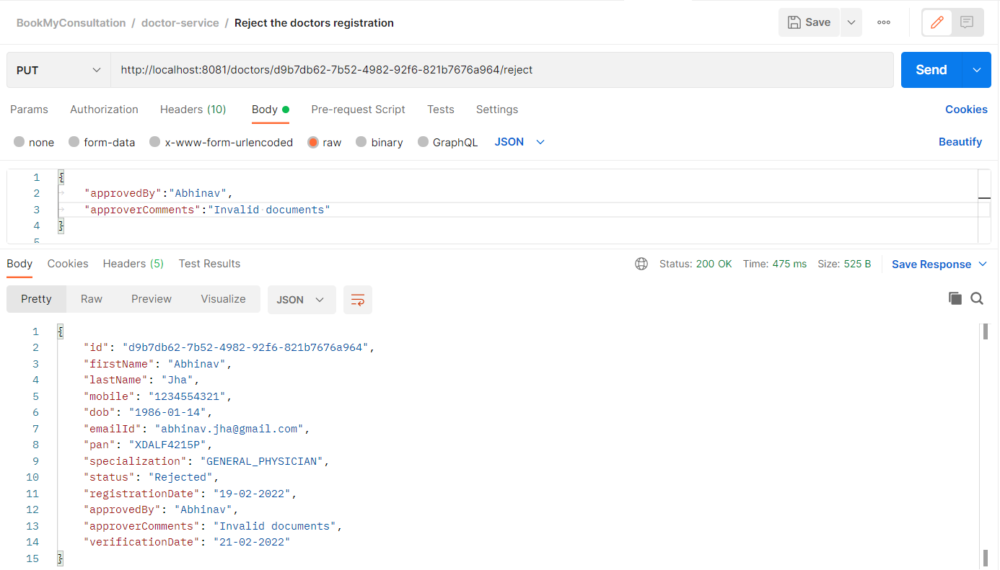 BookMyConsultation / doctor-service / Reject the doctors registration
Save
PUT
http://localhost:8081/doctors/d9b7db62-7b52-4982-92f6-821b7676a964/reject
Send
Params Authorization Headers (10) Body Pre-request Script Tests Settings Cookies
none form-data x-www-form-urlencoded raw binary GraphQL JSON Beautify
1 {
2 "approvedBy":"Abhinav",
3 "approverComments":"Invalid documents"
4 }
5
Body Cookies Headers (5) Test Results Status: 200 OK Time: 475 ms Size: 525 B Save Response
Pretty Raw Preview Visualize JSON
1 {
2 "id": "d9b7db62-7b52-4982-92f6-821b7676a964",
3 "firstName": "Abhinav",
4 "lastName": "Jha",
5 "mobile": "1234554321",
6 "dob": "1986-01-14",
7 "emailId": "abhinav.jha@gmail.com",
8 "pan": "XDALF4215P",
9 "specialization": "GENERAL_PHYSICIAN",
10 "status": "Rejected",
11 "registrationDate": "19-02-2022",
12 "approvedBy": "Abhinav",
13 "approverComments": "Invalid documents",
14 "verificationDate": "21-02-2022"
15 }